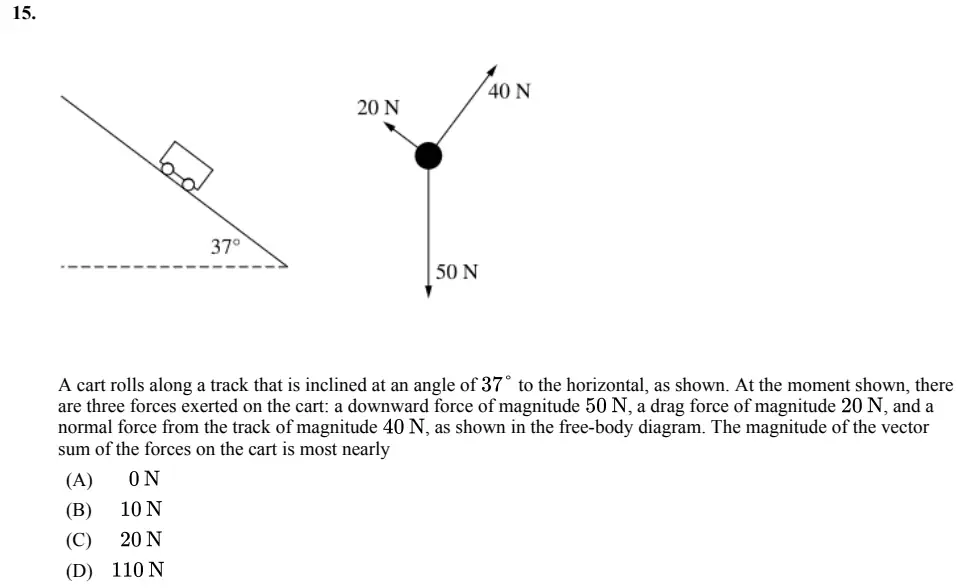 15.
20 N
40 N
37°
50 N
A cart rolls along a track that is inclined at an angle of 37° to the horizontal, as shown. At the moment shown, there
are three forces exerted on the cart: a downward force of magnitude 50 N, a drag force of magnitude 20 N, and a
normal force from the track of magnitude 40 N, as shown in the free-body diagram. The magnitude of the vector
sum of the forces on the cart is most nearly
(A) 0 N
(B) 10 N
(C) 20 N
(D) 110 N